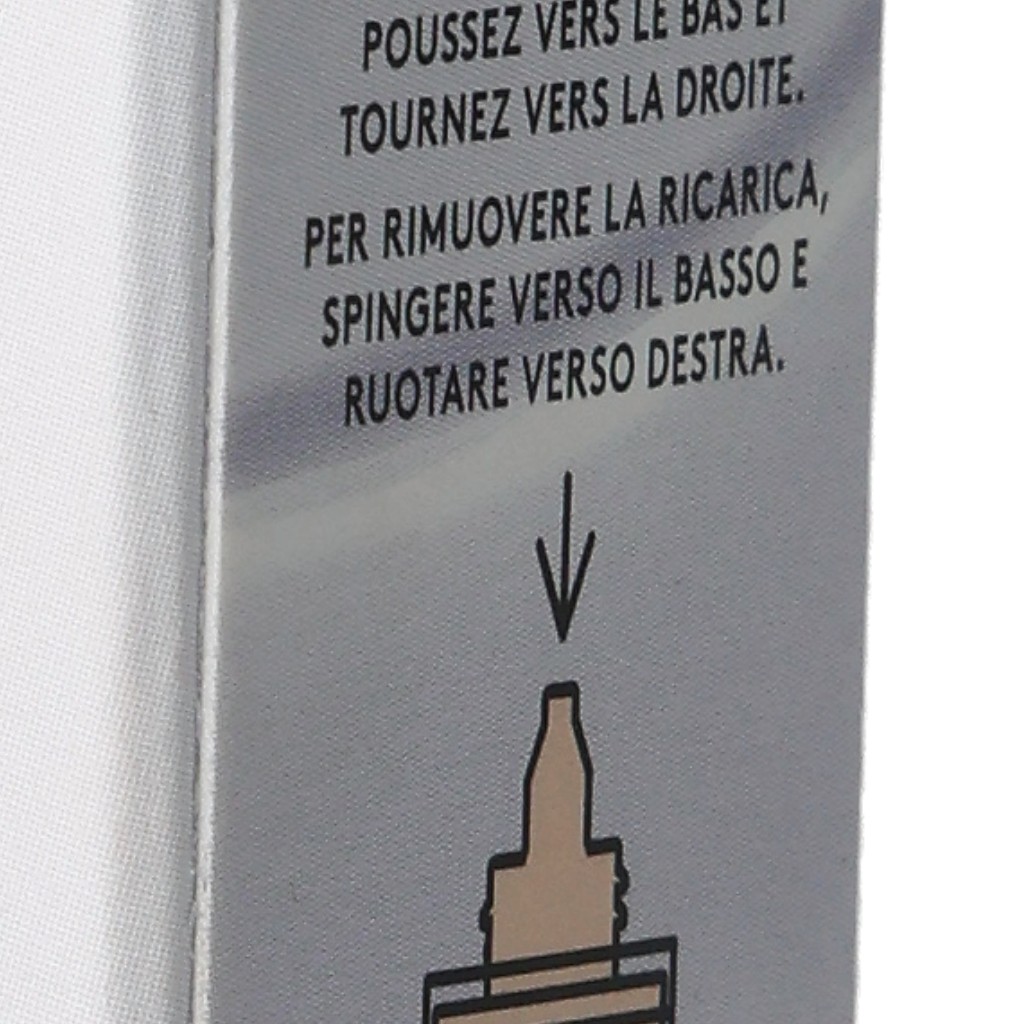 POUSSEZ VERS LE BAS ET
TOURNEZ VERS LA DROITE.
PER RIMUOVERE LA RICARICA,
SPINGERE VERSO IL BASSO E
RUOTARE VERSO DESTRA.